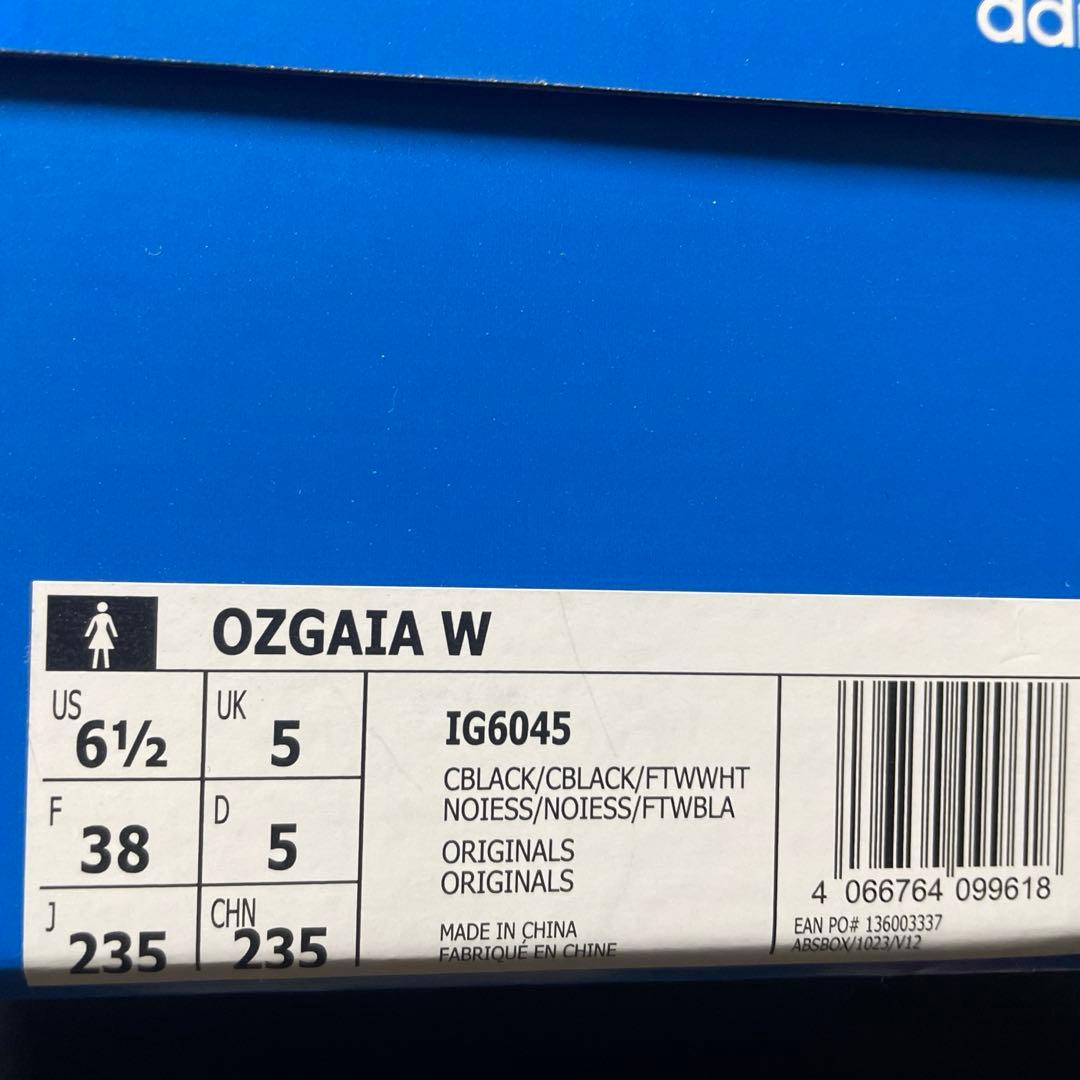 OZGAIA W
US
6½
UK
5
F
38
D
5
J
235
CHN
235
IG6045
CBLACK/CBLACK/FTWWHT
NOIESS/NOIESS/FTWBLA
ORIGINALS
ORIGINALS
MADE IN CHINA
FABRIQUÉ EN CHINE
4 066764 099618
EAN PO# 136003337
ABSBOX/1023/V12